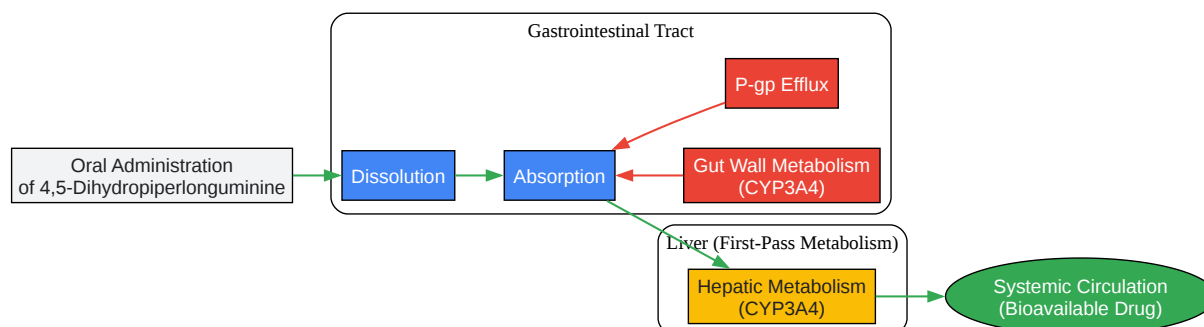 Gastrointestinal Tract
P-gp Efflux
Oral Administration
of 4,5-Dihydropiperlonguminine
Dissolution
Absorption
Gut Wall Metabolism
(CYP3A4)
Liver (First-Pass Metabolism)
Hepatic Metabolism
(CYP3A4)
Systemic Circulation
(Bioavailable Drug)